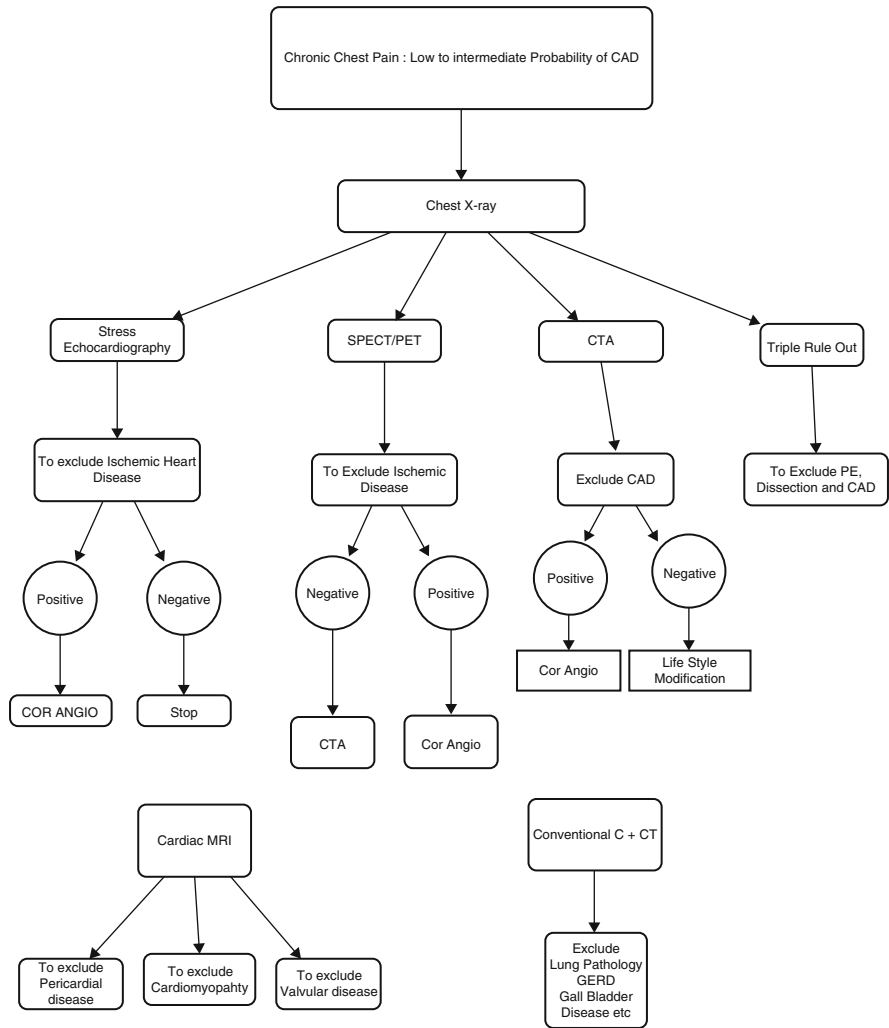 Chronic Chest Pain : Low to intermediate Probability of CAD
Chest X-ray
Stress
Echocardiography
SPECT/PET
CTA
Triple Rule Out
To exclude Ischemic Heart
Disease
To Exclude Ischemic
Disease
Exclude CAD
To Exclude PE,
Dissection and CAD
Positive
Negative
Negative
Positive
Positive
Negative
COR ANGIO
Stop
CTA
Cor Angio
Cor Angio
Life Style
Modification
Cardiac MRI
Conventional C + CT
To exclude
Pericardial
disease
To exclude
Cardiomyopahty
To exclude
Valvular disease
Exclude
Lung Pathology
GERD
Gall Bladder
Disease etc